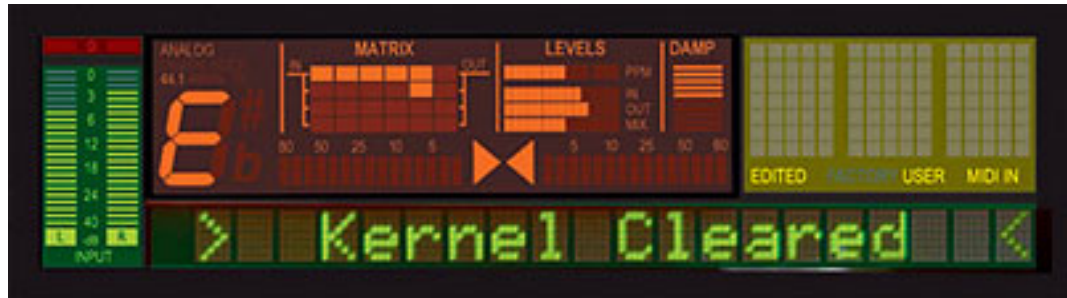 ANALOG MATRIX LEVELS DAMP
IN OUT PPM
44.1
0
3
6
12
18
24
40
-dB
L R
INPUT
IN
OUT
MIX
E
80 50 25 10 5 5 10 25 50 80
EDITED FACTORY USER MIDI IN
> Kernel Cleared <